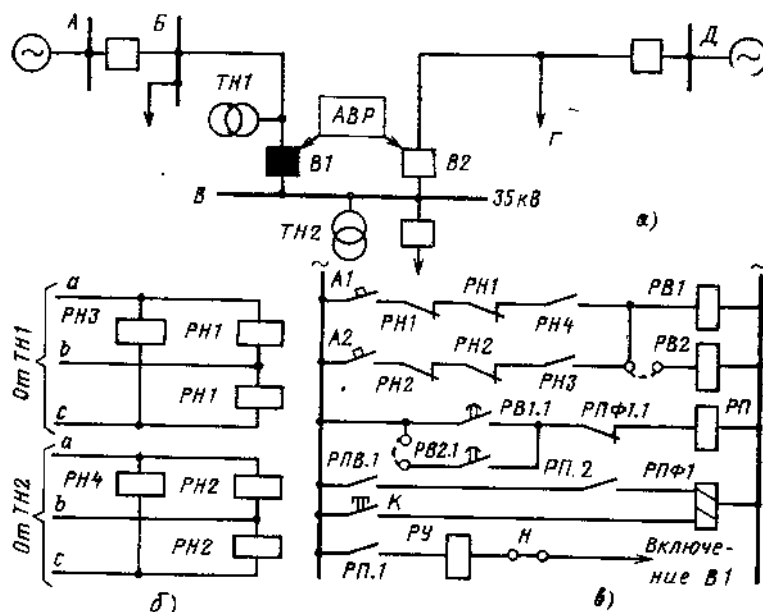 А
Б
Д
ТН1
АВР
Г
В1
В2
В
35кВ
ТН2
а)
а
b
c
От ТН1
РН3
РН1
РН1
а
b
c
От ТН2
РН4
РН2
РН2
б)
~
~
А1
РН1
РН1
РН4
РВ1
А2
РН2
РН2
РН3
РВ2
РВ1.1
РПФ1.1
РП
РВ2.1
РПВ.1
РП.2
РПФ1
К
РП.1
РУ
Н
Включе-
ние В1
в)